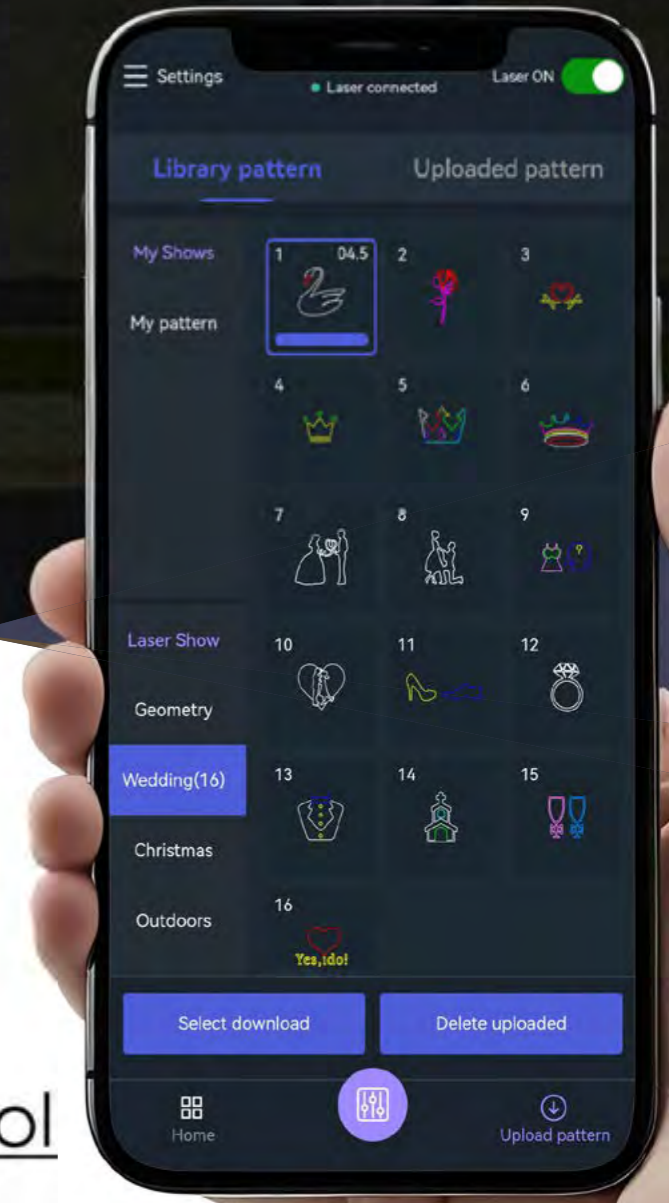 Settings
Laser connected
Laser ON
Library pattern
Uploaded pattern
My Shows
My pattern
1 04.5
2
3
4
5
6
7
8
9
Laser Show
Geometry
Wedding(16)
Christmas
Outdoors
10
11
12
13
14
15
16
Yes,ido!
Select download
Delete uploaded
ol
Home
Upload pattern